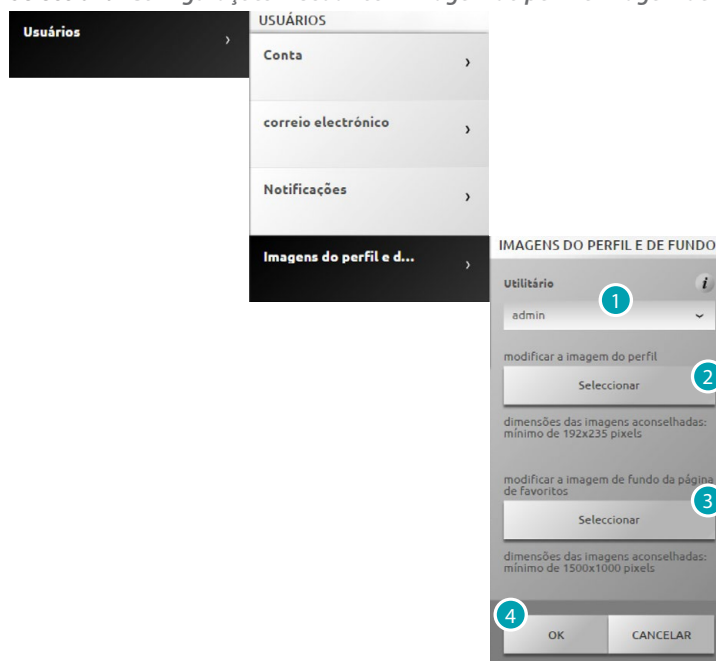 Usuários
USUÁRIOS
Conta
correio electrónico
Notificações
Imagens do perfil e d...
IMAGENS DO PERFIL E DE FUNDO
Utilitário
i
1
admin
modificar a imagem do perfil
2
Seleccionar
dimensões das imagens aconselhadas:
mínimo de 192x235 pixels
modificar a imagem de fundo da página
de favoritos
3
Seleccionar
dimensões das imagens aconselhadas:
mínimo de 1500x1000 pixels
4
OK
CANCELAR